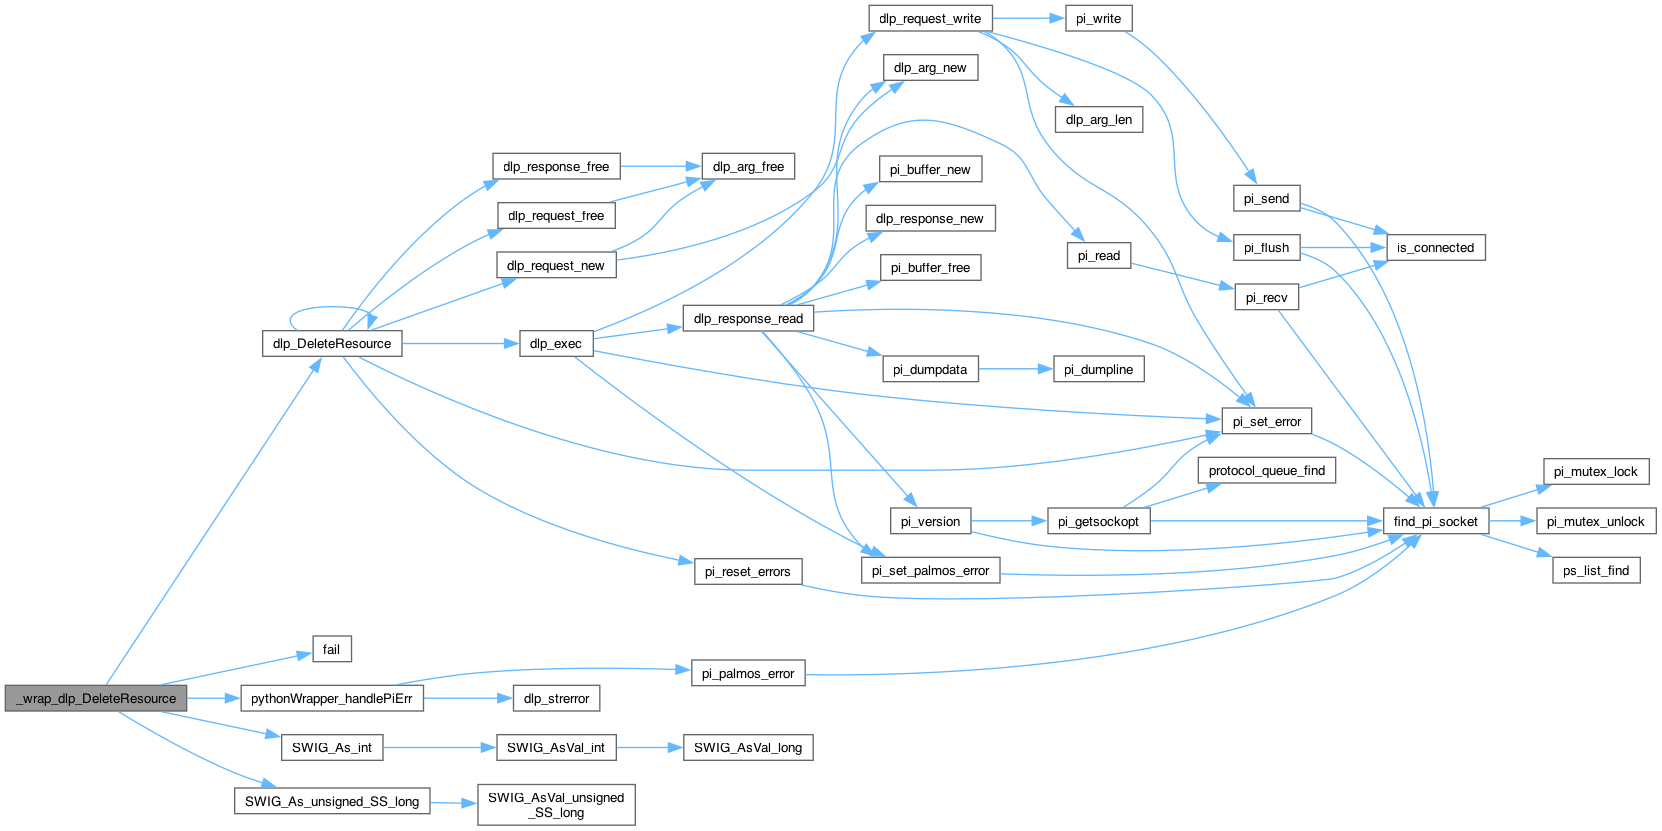 dlp_request_write
pi_write
dlp_arg_new
dlp_arg_len
dlp_response_free
dlp_arg_free
pi_buffer_new
pi_send
dlp_request_free
dlp_response_new
pi_flush
is_connected
dlp_request_new
pi_buffer_free
pi_read
pi_recv
dlp_response_read
dlp_DeleteResource
dlp_exec
pi_dumpdata
pi_dumpline
pi_set_error
protocol_queue_find
pi_mutex_lock
pi_version
pi_getsockopt
find_pi_socket
pi_mutex_unlock
pi_reset_errors
pi_set_palmos_error
ps_list_find
fail
pi_palmos_error
_wrap_dlp_DeleteResource
pythonWrapper_handlePiErr
dlp_strerror
SWIG_As_int
SWIG_AsVal_int
SWIG_AsVal_long
SWIG_As_unsigned_SS_long
SWIG_AsVal_unsigned
_SS_long